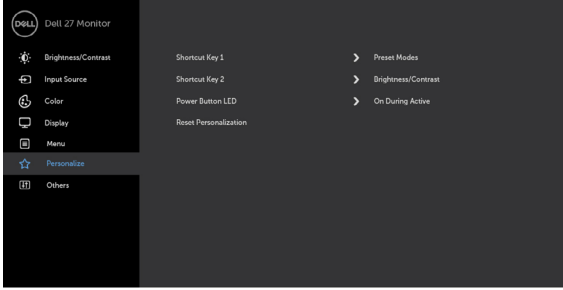 DELL Dell 27 Monitor
Brightness/Contrast
Input Source
Color
Display
Menu
Personalize
Others
Shortcut Key 1 Preset Modes
Shortcut Key 2 Brightness/Contrast
Power Button LED On During Active
Reset Personalization